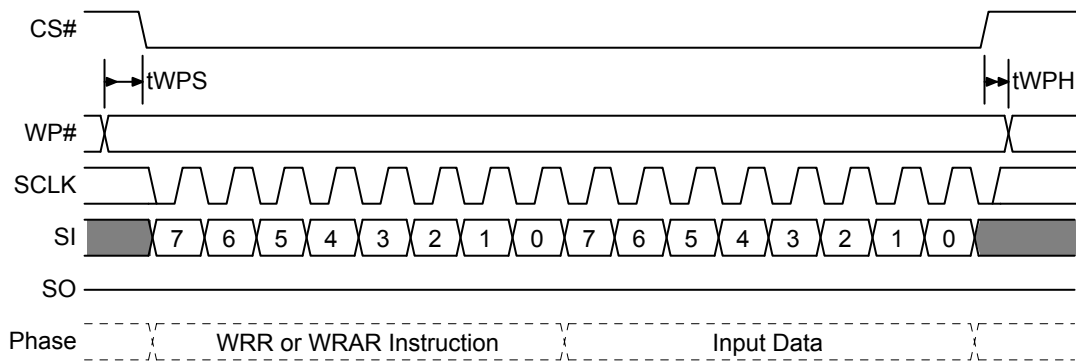 CS#
tWPS tWPH
WP#
SCLK
SI 7 6 5 4 3 2 1 0 7 6 5 4 3 2 1 0
SO
Phase WRR or WRAR Instruction Input Data